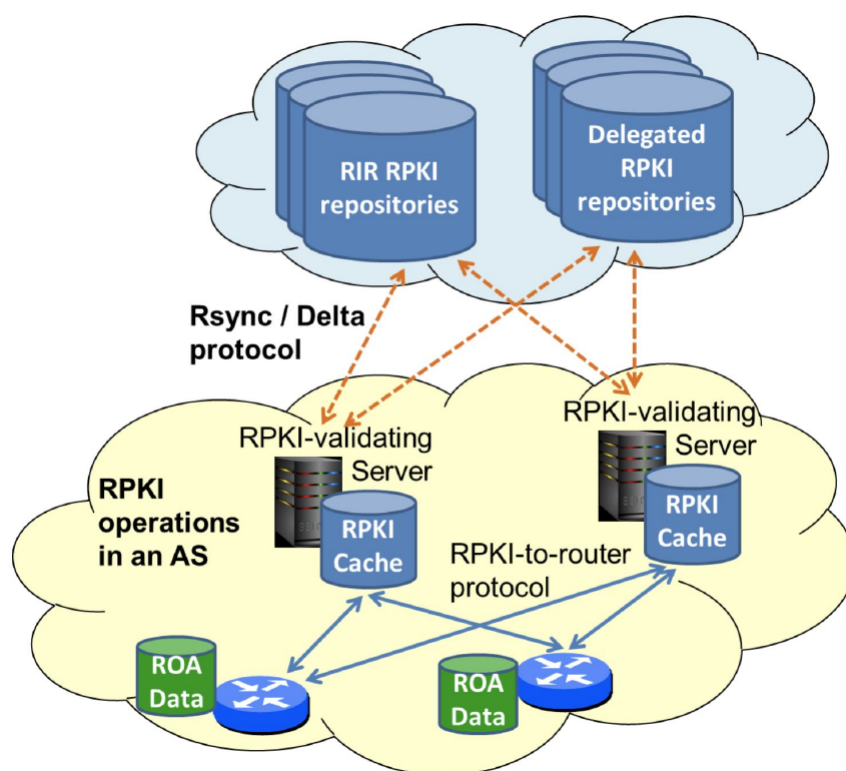 RIR RPKI
repositories
Delegated
RPKI
repositories
Rsync / Delta
protocol
RPKI-validating
Server
RPKI-validating
Server
RPKI
operations
in an AS
RPKI
Cache
RPKI
Cache
RPKI-to-router
protocol
ROA
Data
ROA
Data